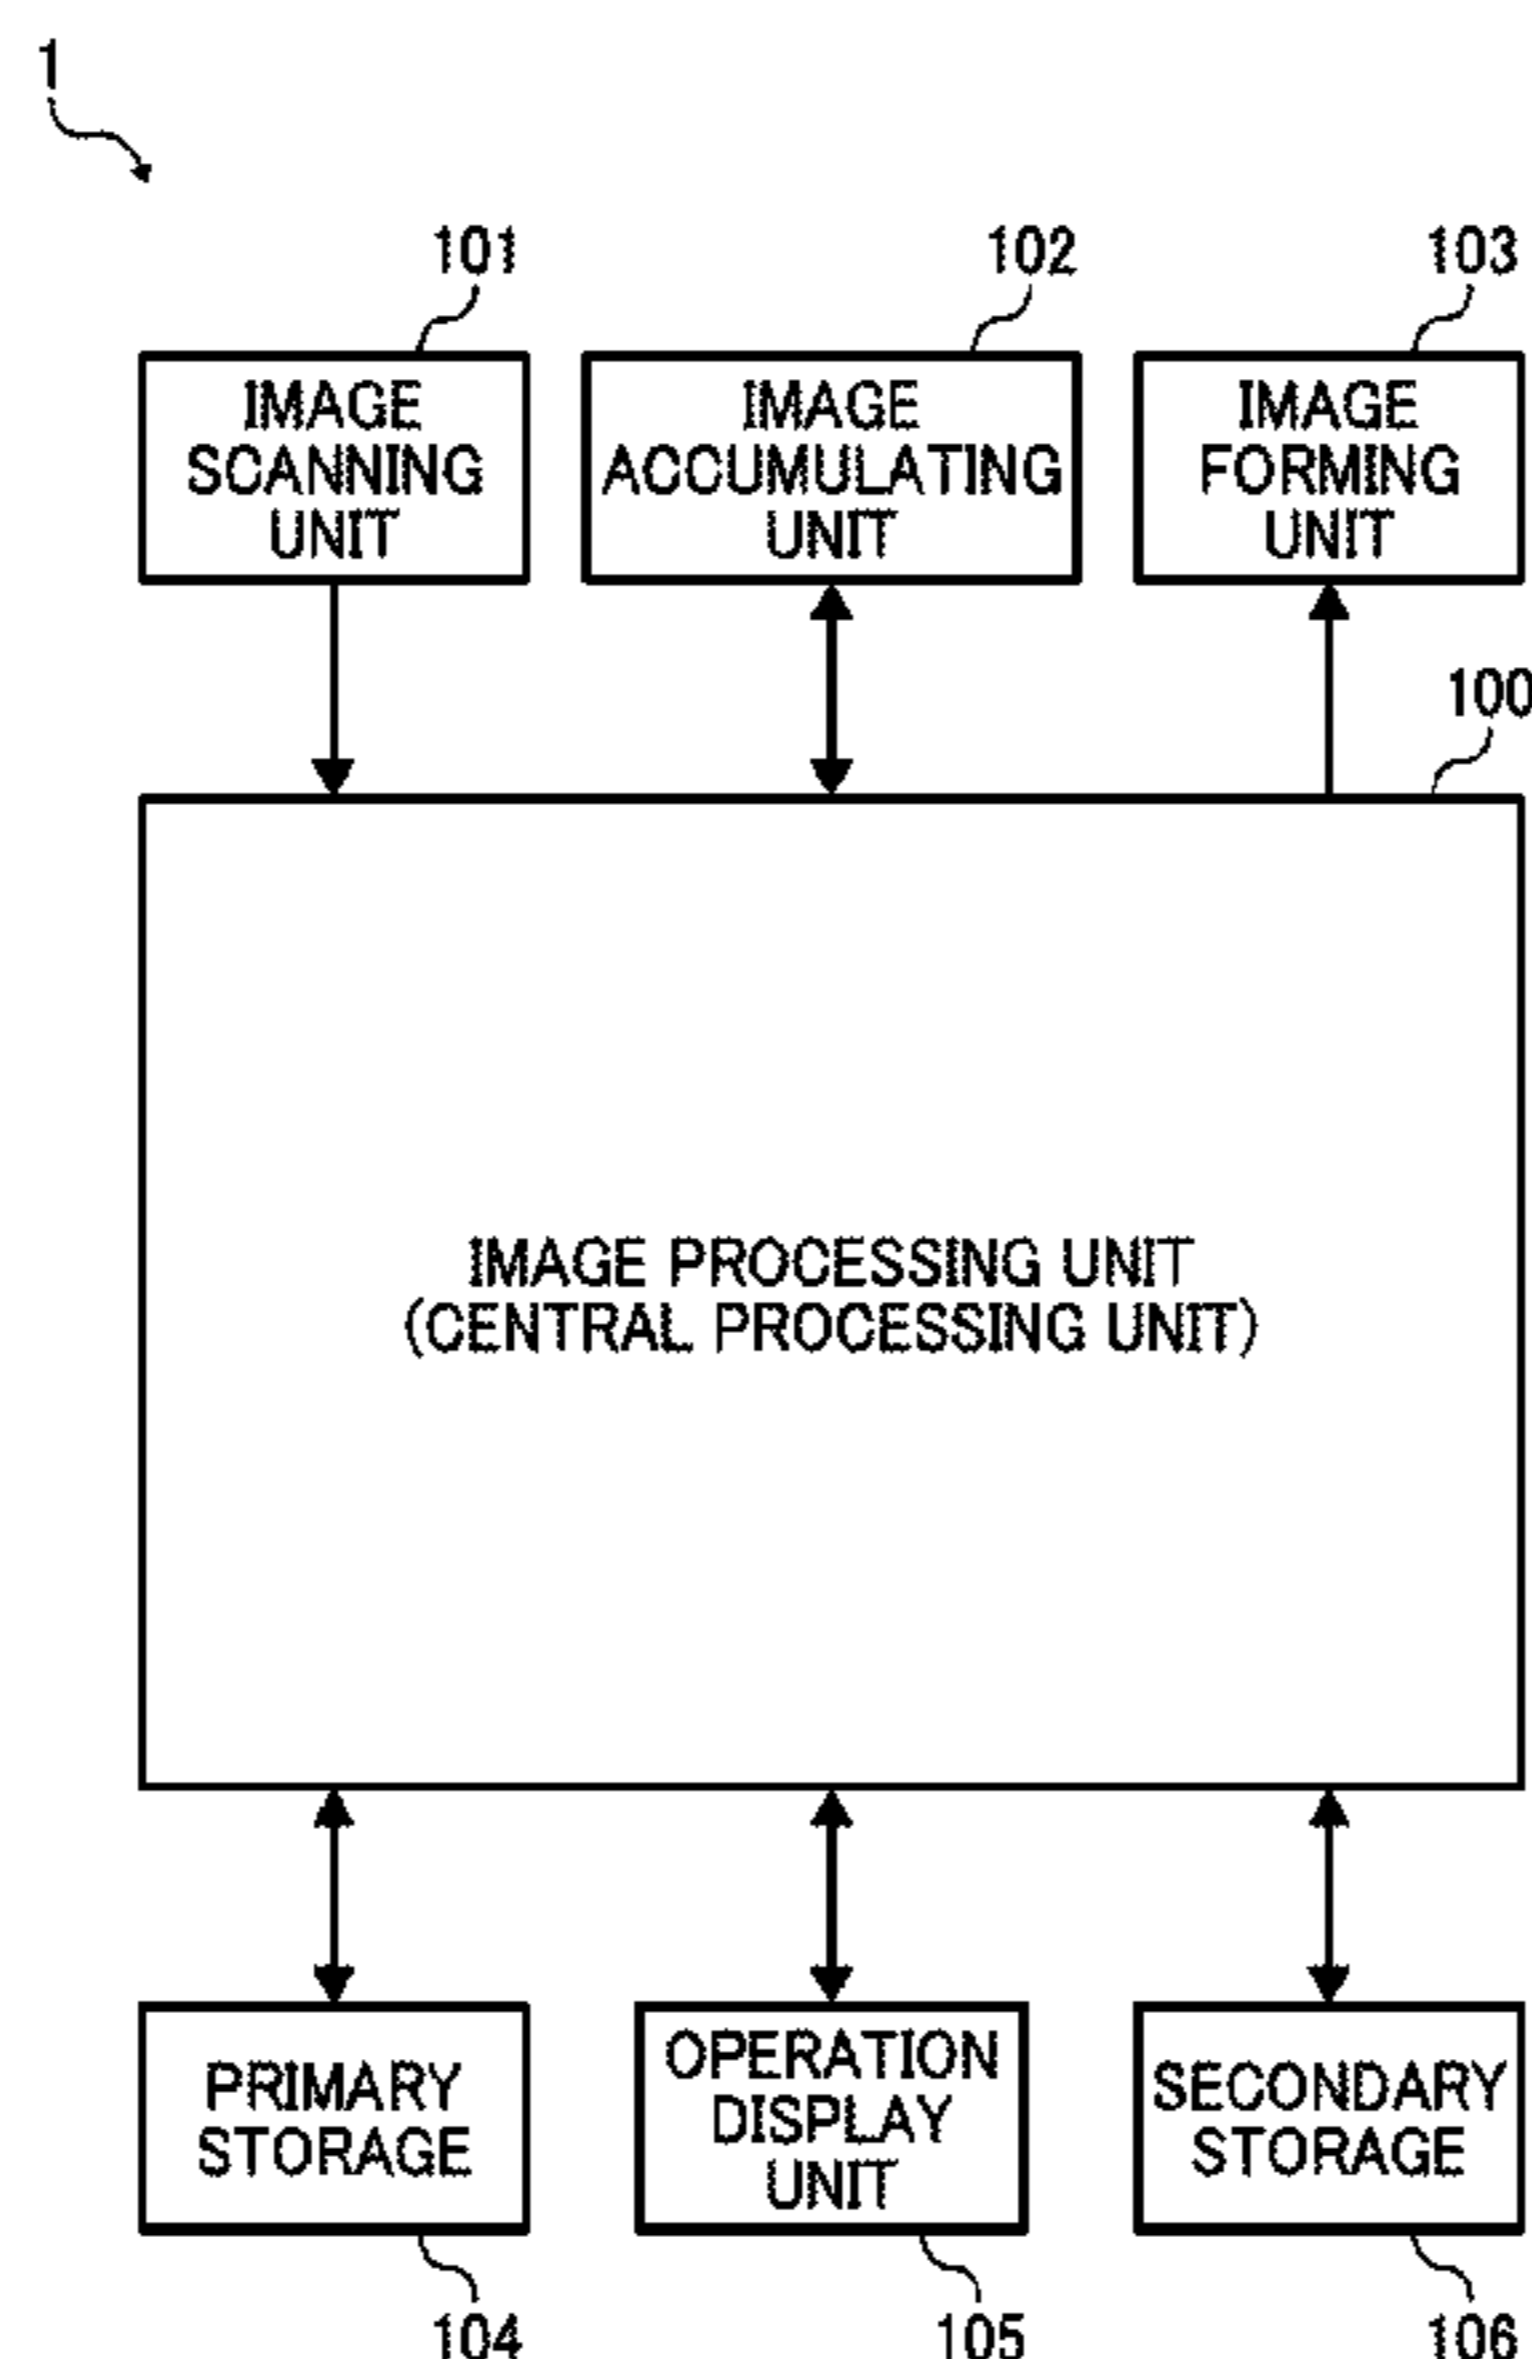 1
101
102
103
IMAGE
SCANNING
UNIT
IMAGE
ACCUMULATING
UNIT
IMAGE
FORMING
UNIT
100
IMAGE PROCESSING UNIT
(CENTRAL PROCESSING UNIT)
PRIMARY
STORAGE
OPERATION
DISPLAY
UNIT
SECONDARY
STORAGE
104
105
106